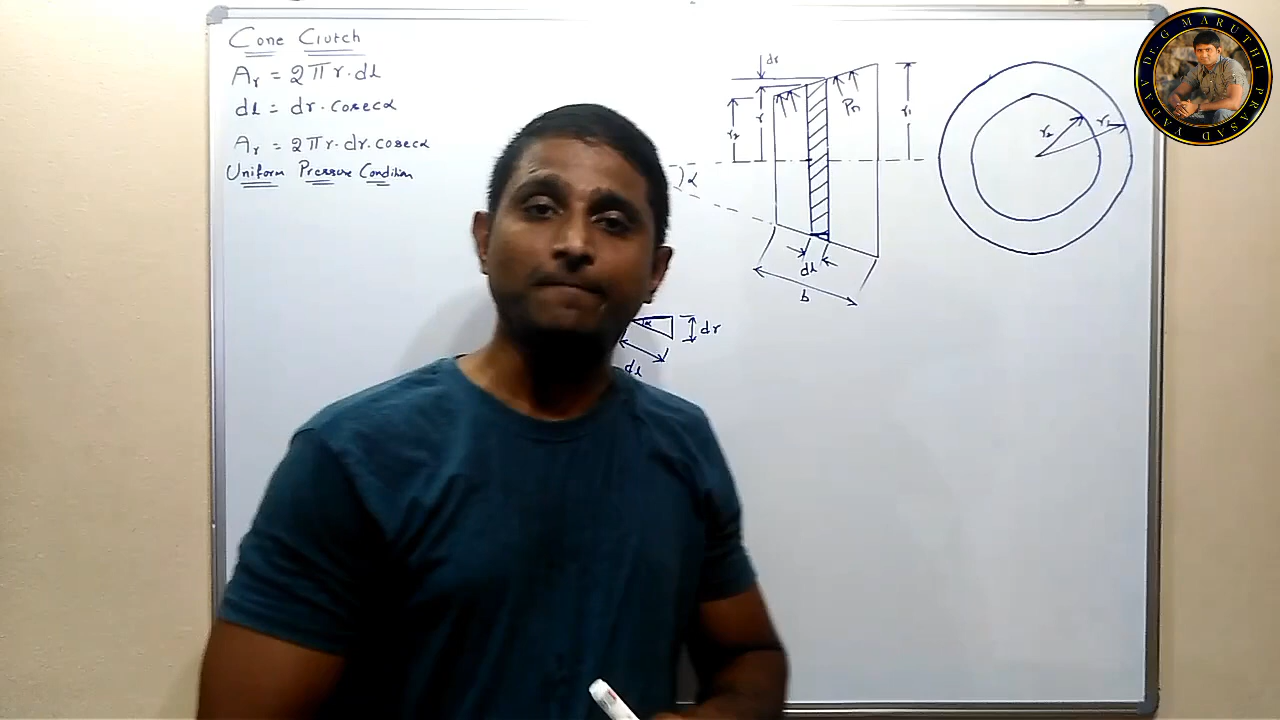 Cone Clutch
Ar = 2πr·dl
dl = dr·cosecα
Ar = 2πr·dr·cosecα
Uniform Pressure Condition
dr
r2
r
Pn
r1
α
dl
b
r2
r1
α
dr
dl
Dr. G MARUTHI PRASAD YADAV